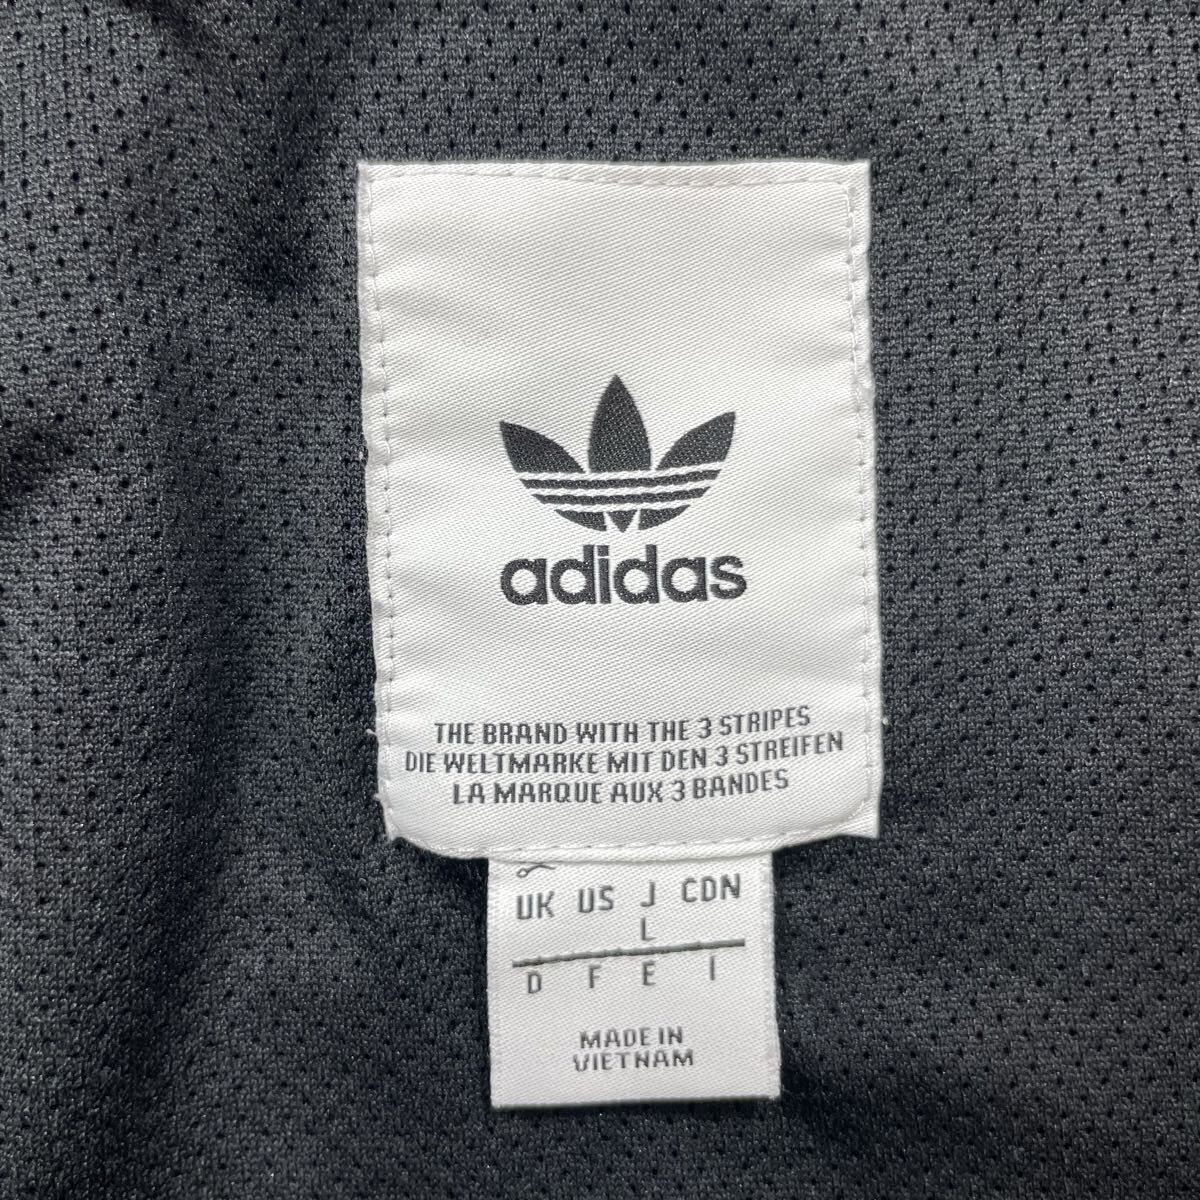 adidas
THE BRAND WITH THE 3 STRIPES
DIE WELTMARKE MIT DEN 3 STREIFEN
LA MARQUE AUX 3 BANDES
UK US J CDN
L
D F E I
MADE IN
VIETNAM